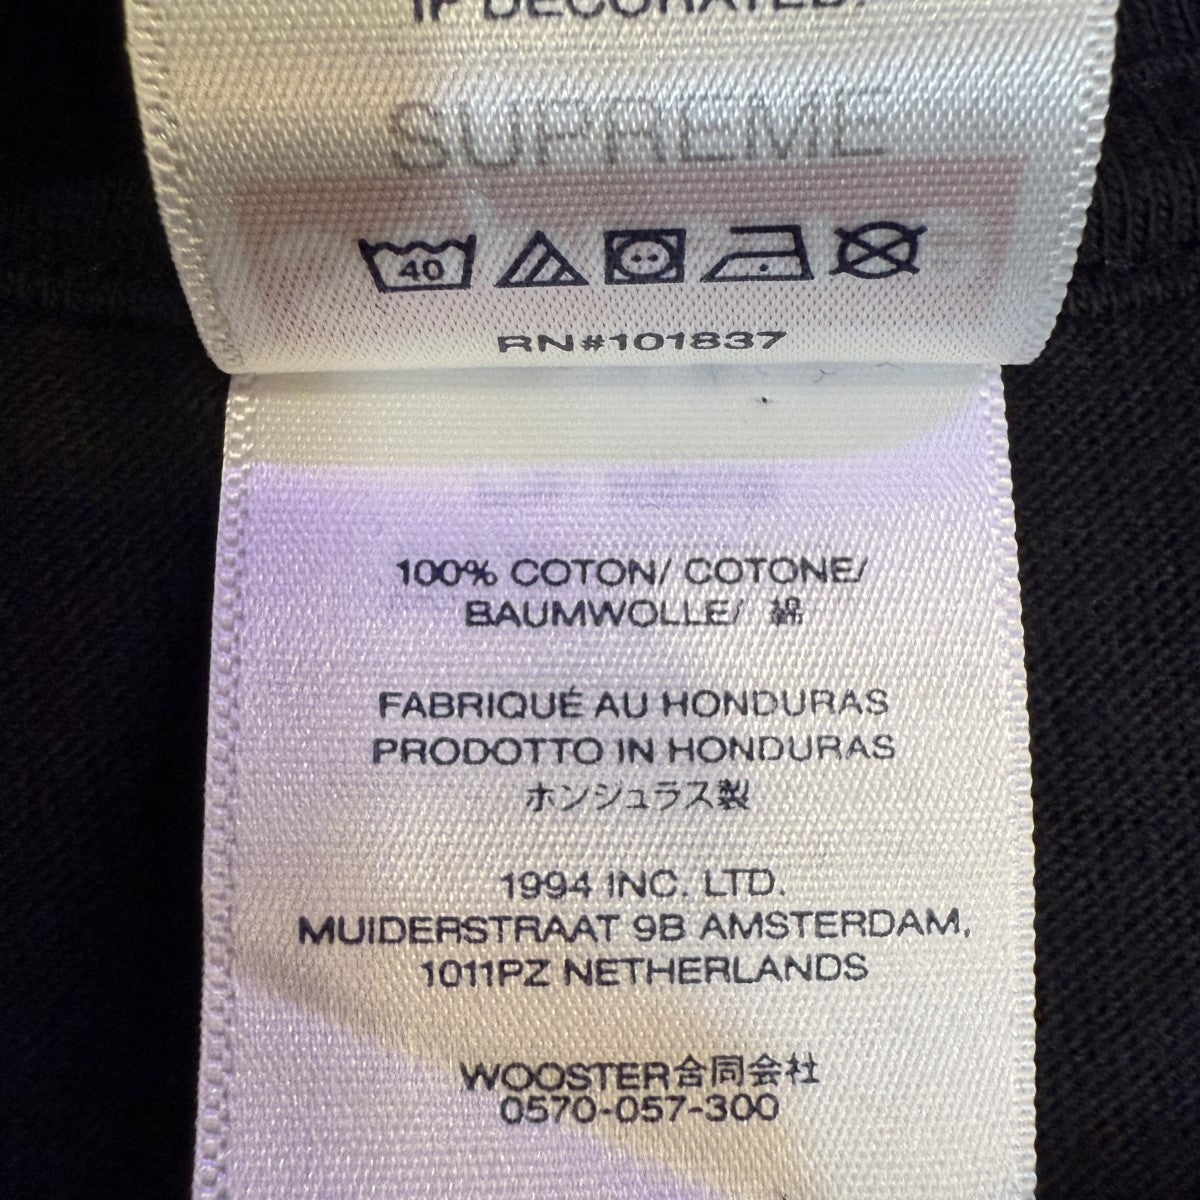 IF DECORATED.
SUPREME
40
RN#101837
100% COTON/ COTONE/
BAUMWOLLE/ 綿
FABRIQUÉ AU HONDURAS
PRODOTTO IN HONDURAS
ホンジュラス製
1994 INC. LTD.
MUIDERSTRAAT 9B AMSTERDAM,
1011PZ NETHERLANDS
WOOSTER合同会社
0570-057-300